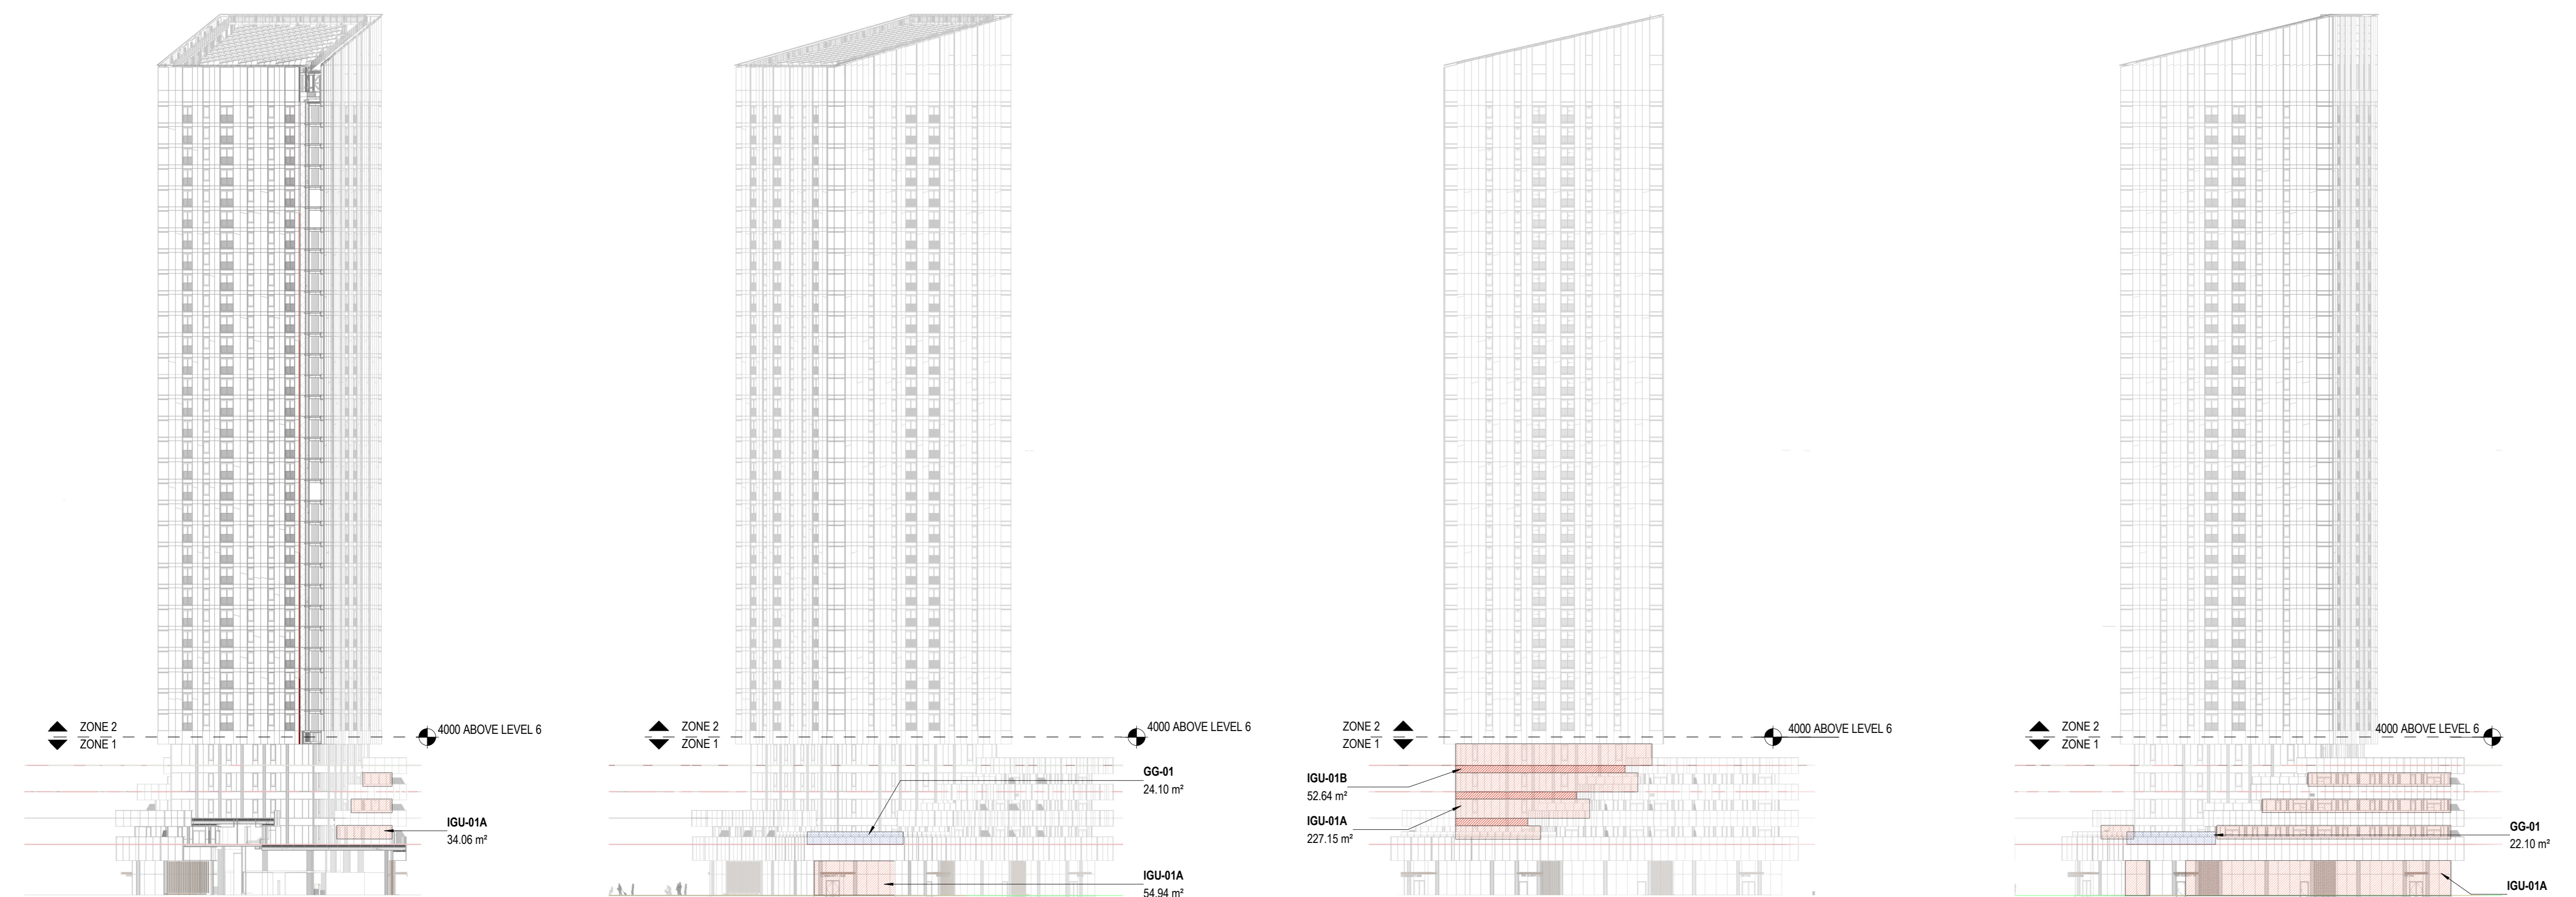 ZONE 2
ZONE 1
4000 ABOVE LEVEL 6
IGU-01A
34.06 m²
ZONE 2
ZONE 1
4000 ABOVE LEVEL 6
GG-01
24.10 m²
IGU-01A
54.94 m²
ZONE 2
ZONE 1
4000 ABOVE LEVEL 6
IGU-01B
52.64 m²
IGU-01A
227.15 m²
ZONE 2
ZONE 1
4000 ABOVE LEVEL 6
GG-01
22.10 m²
IGU-01A